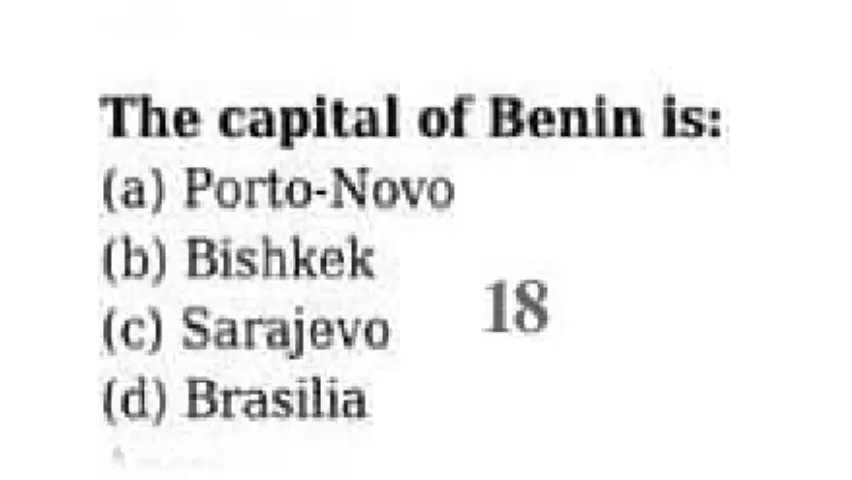 The capital of Benin is:
(a) Porto-Novo
(b) Bishkek
18
(c) Sarajevo
(d) Brasilia